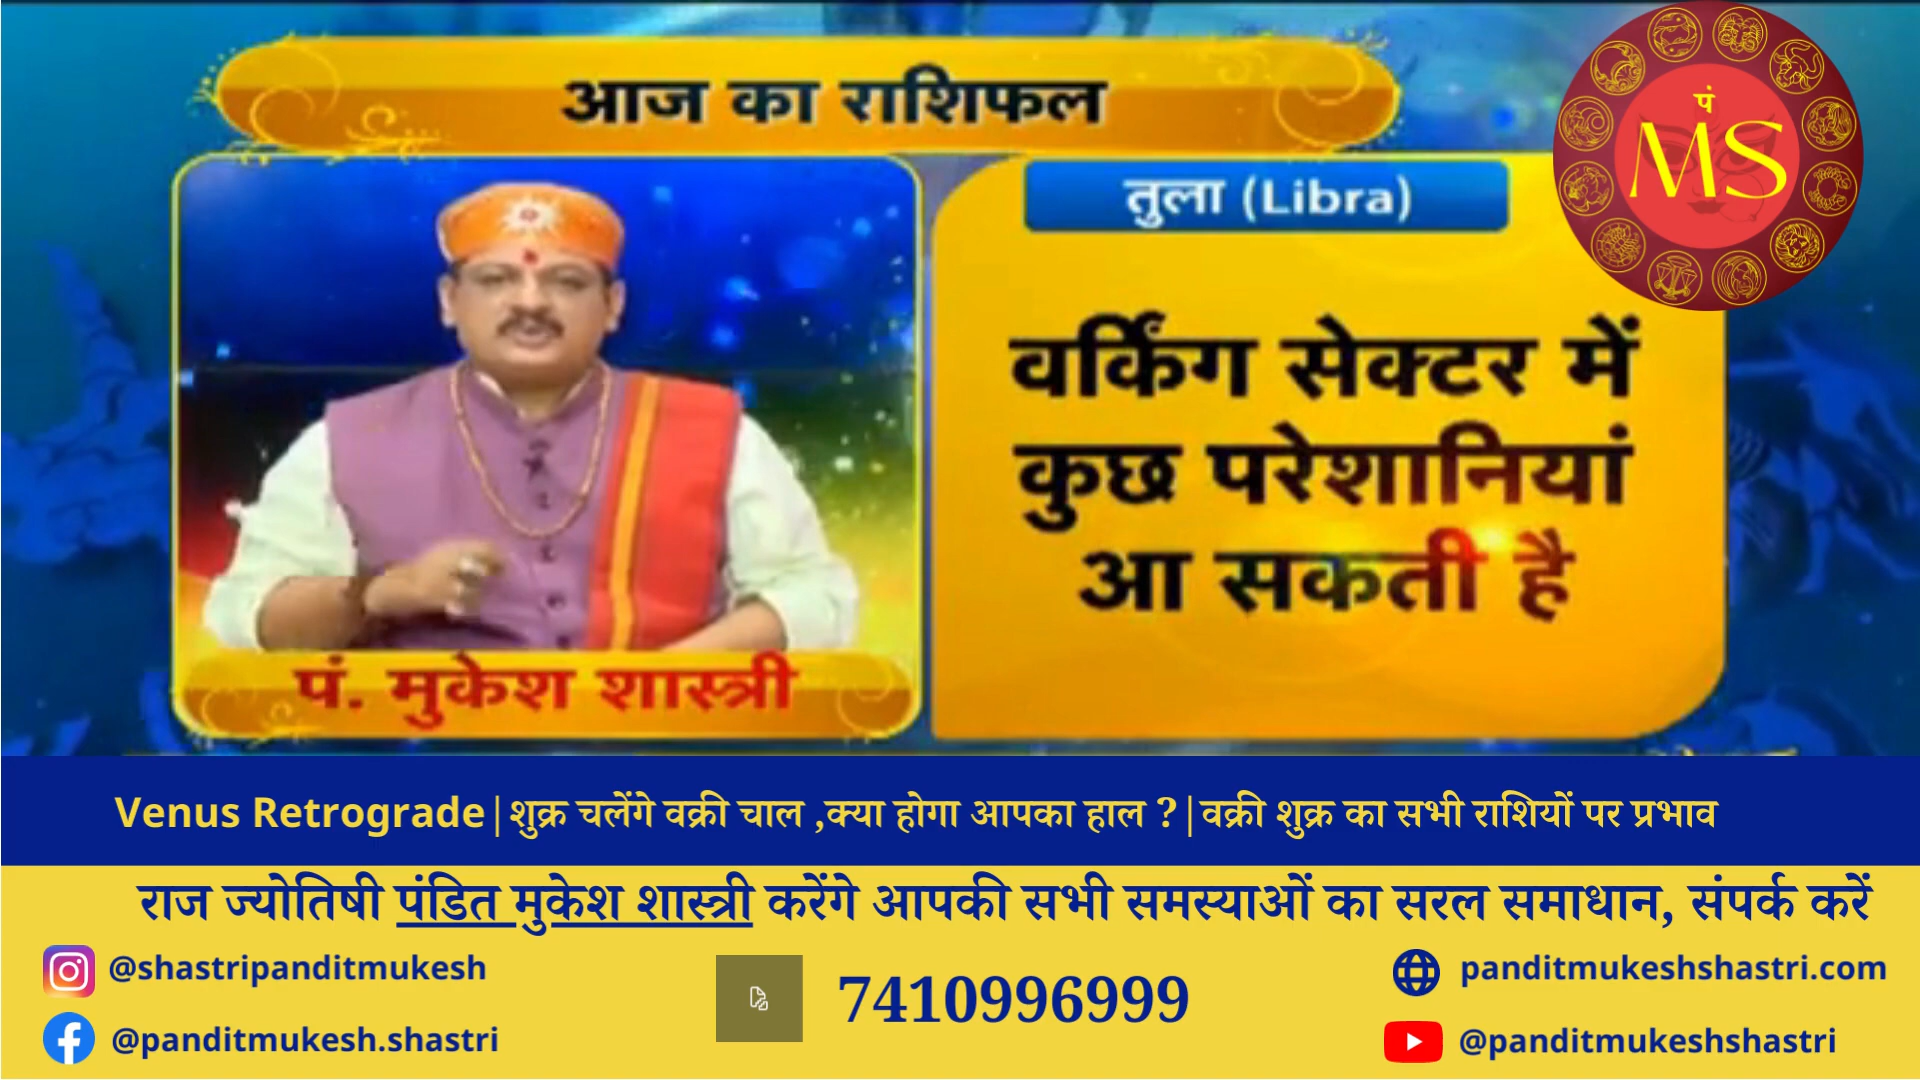 आज का राशिफल
पं
MS
तुला (Libra)
वर्किंग सेक्टर में
कुछ परेशानियां
आ सकती है
पं. मुकेश शास्त्री
Venus Retrograde|शुक्र चलेंगे वक्री चाल ,क्या होगा आपका हाल ?|वक्री शुक्र का सभी राशियों पर प्रभाव
राज ज्योतिषी पंडित मुकेश शास्त्री करेंगे आपकी सभी समस्याओं का सरल समाधान, संपर्क करें
@shastripanditmukesh
@panditmukesh.shastri
7410996999
panditmukeshshastri.com
@panditmukeshshastri